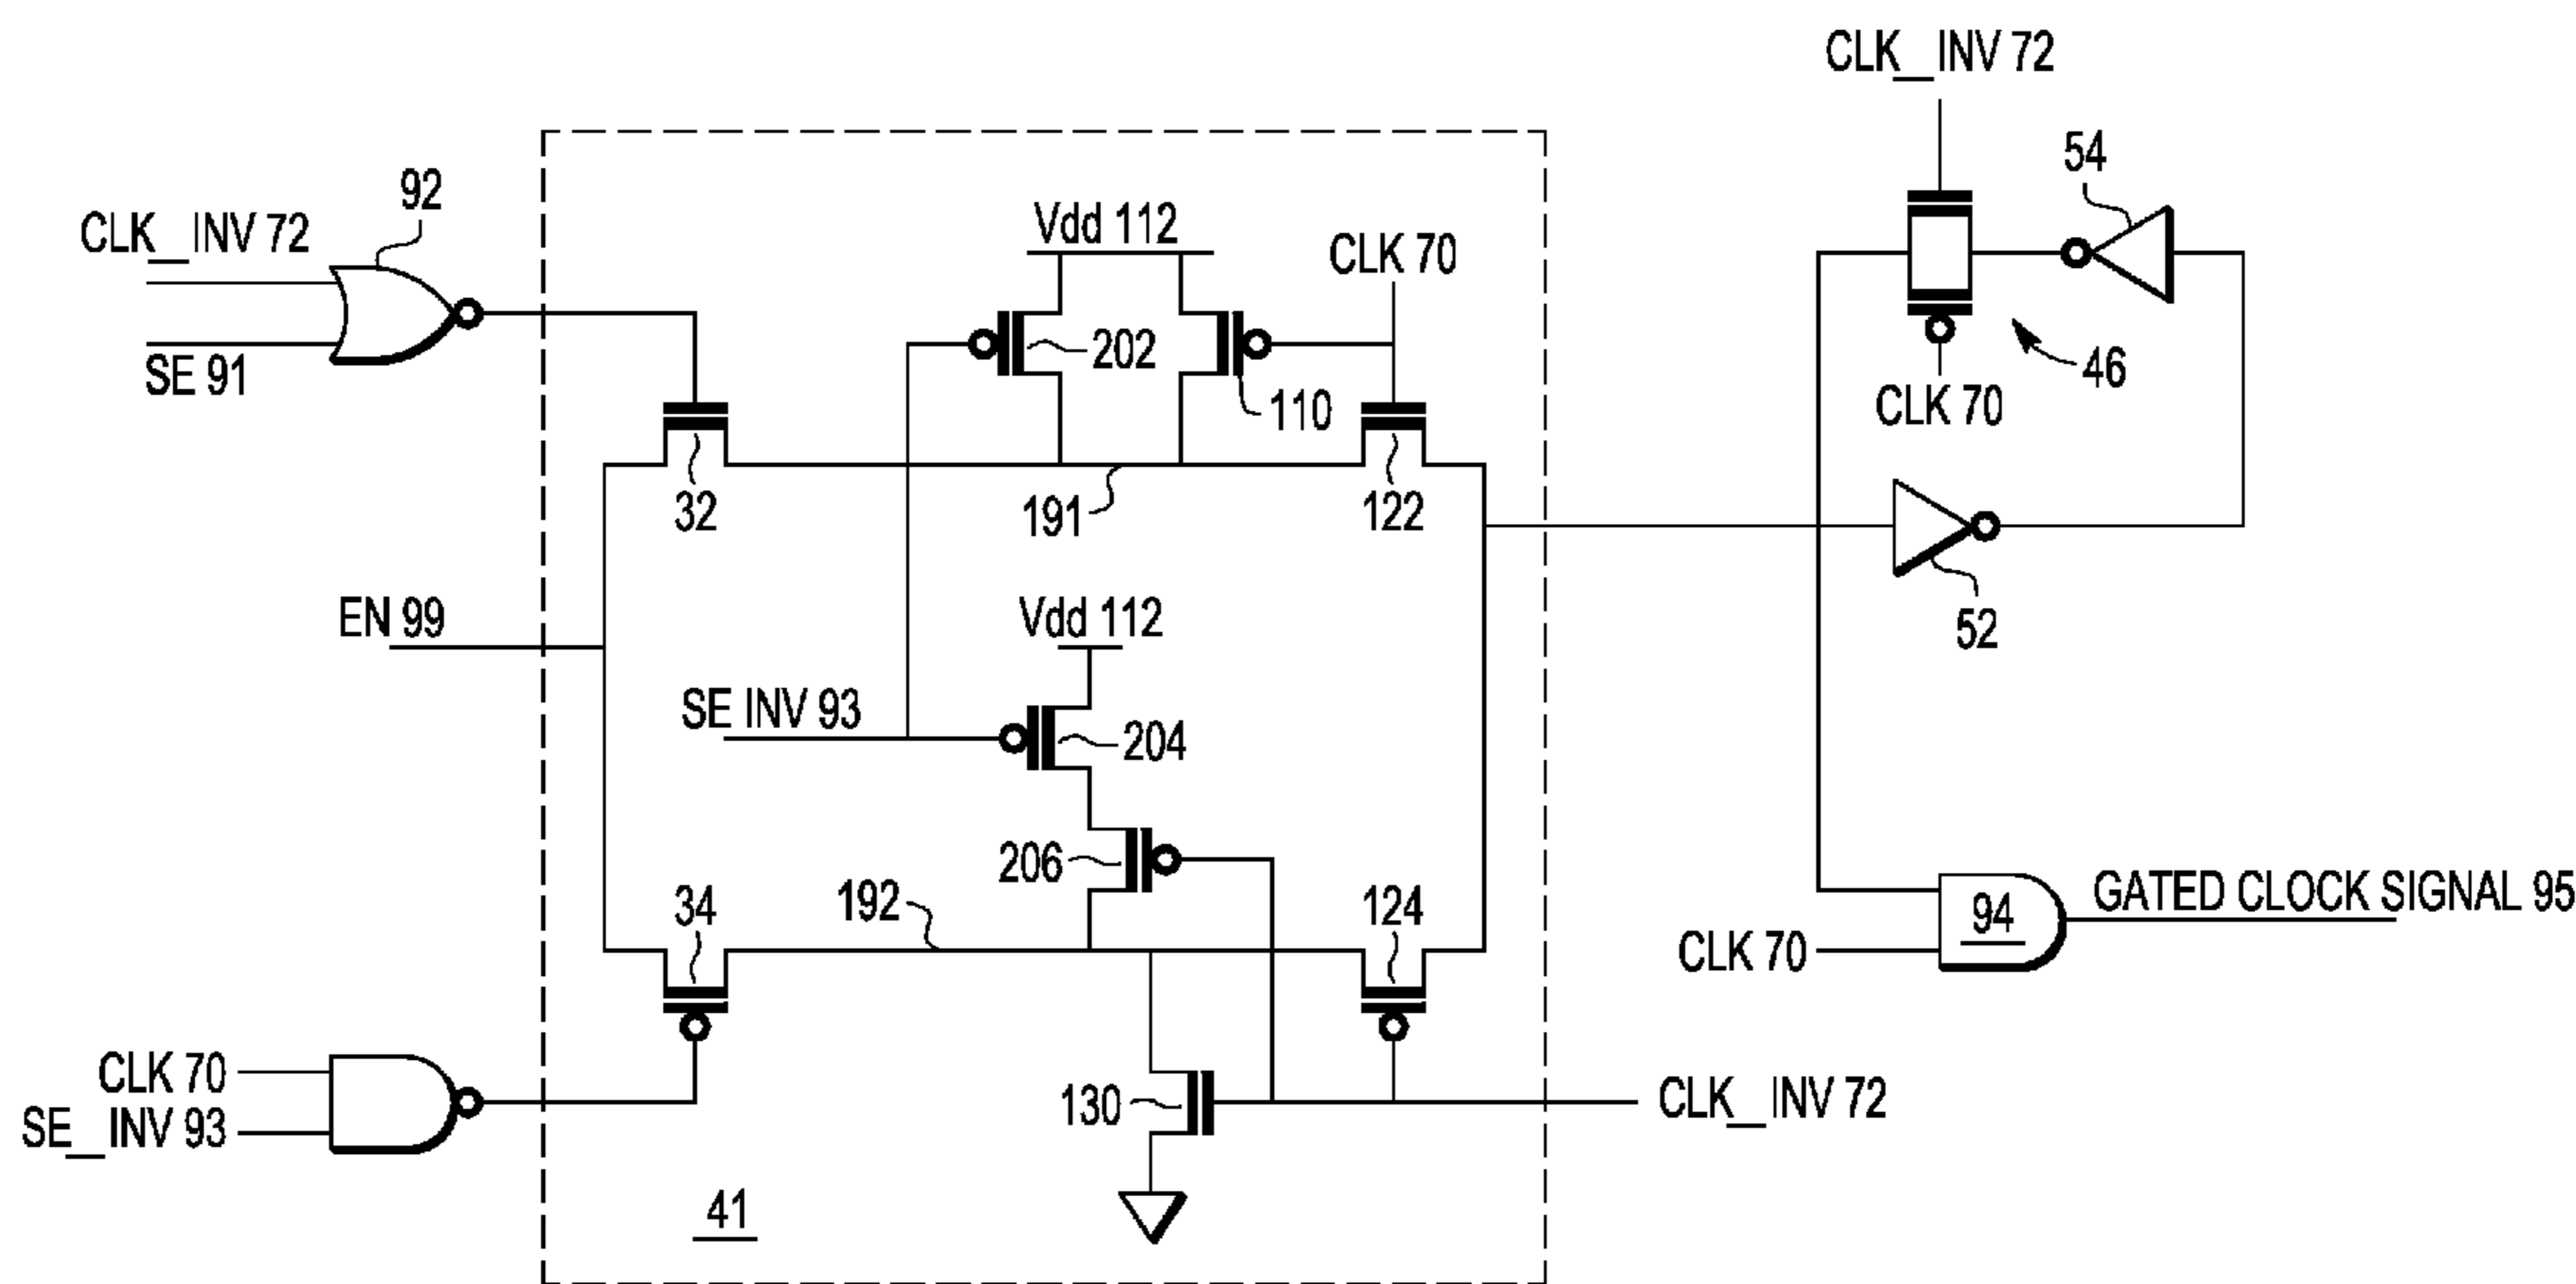 CLK_INV 72
54
92
CLK_INV 72
Vdd 112
CLK 70
SE 91
202
110
46
CLK 70
32
191
122
52
EN 99
Vdd 112
SE INV 93
204
206
34
192
124
94
GATED CLOCK SIGNAL 95
CLK 70
CLK 70
SE_INV 93
130
CLK_INV 72
41